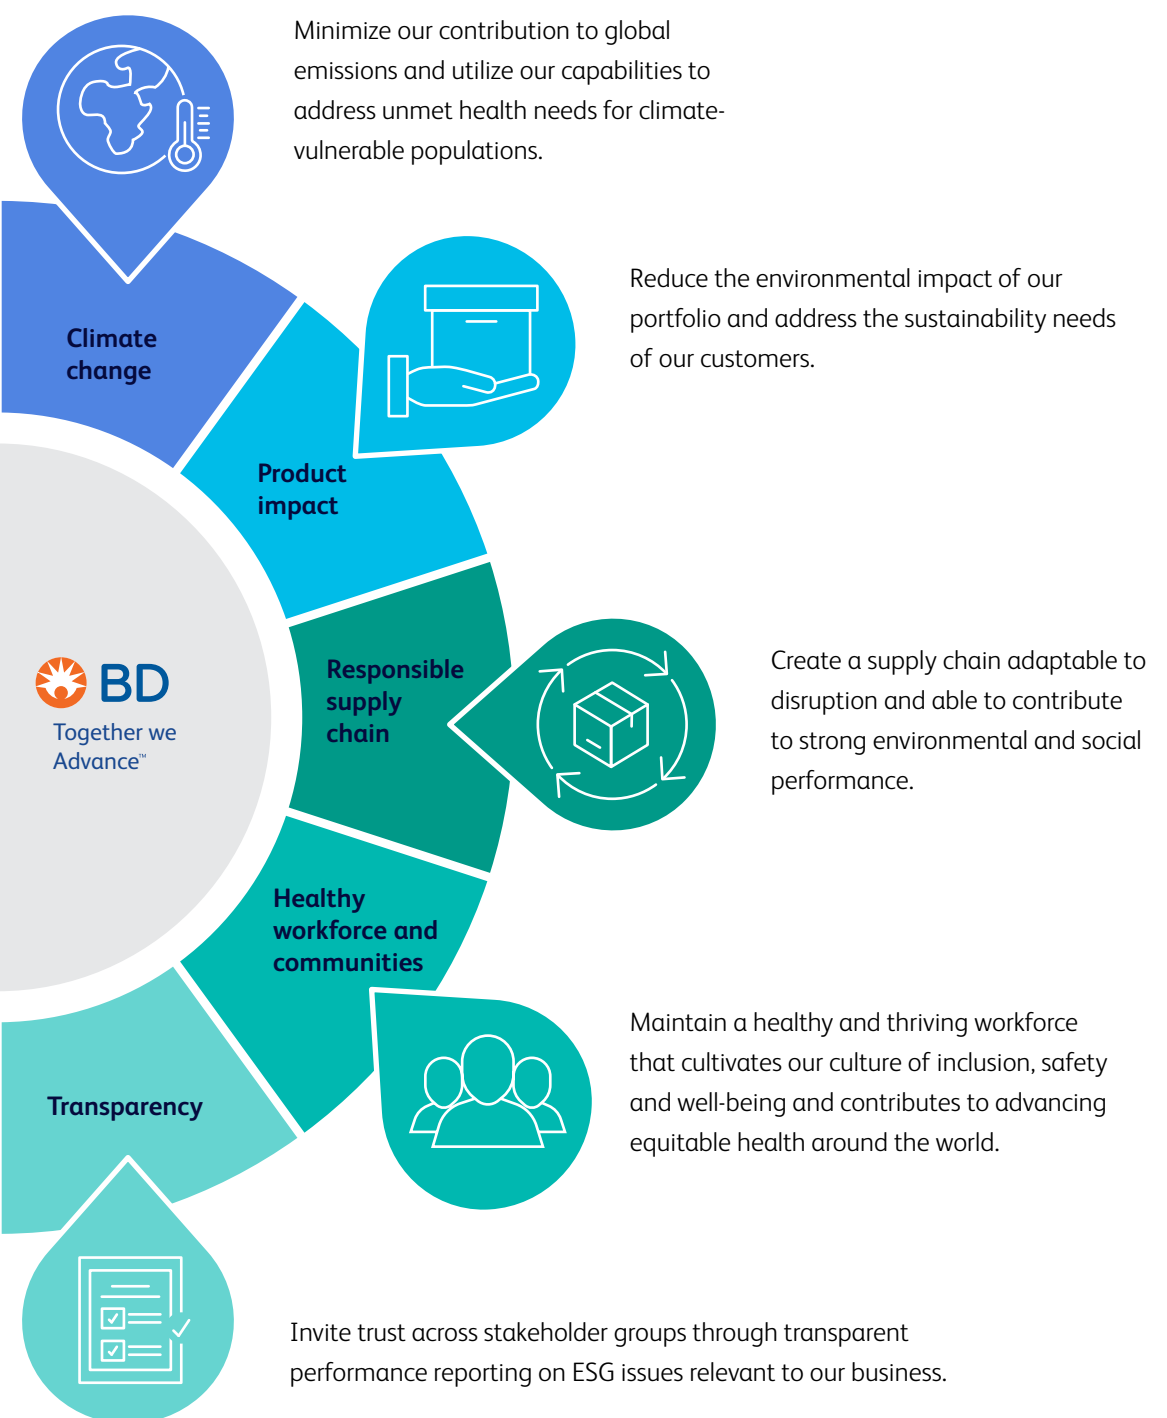 Minimize our contribution to global
emissions and utilize our capabilities to
address unmet health needs for climate-
vulnerable populations.
Climate
change
Reduce the environmental impact of our
portfolio and address the sustainability needs
of our customers.
Product
impact
BD
Together we
Advance™
Responsible
supply
chain
Create a supply chain adaptable to
disruption and able to contribute
to strong environmental and social
performance.
Healthy
workforce and
communities
Maintain a healthy and thriving workforce
that cultivates our culture of inclusion, safety
and well-being and contributes to advancing
equitable health around the world.
Transparency
Invite trust across stakeholder groups through transparent
performance reporting on ESG issues relevant to our business.